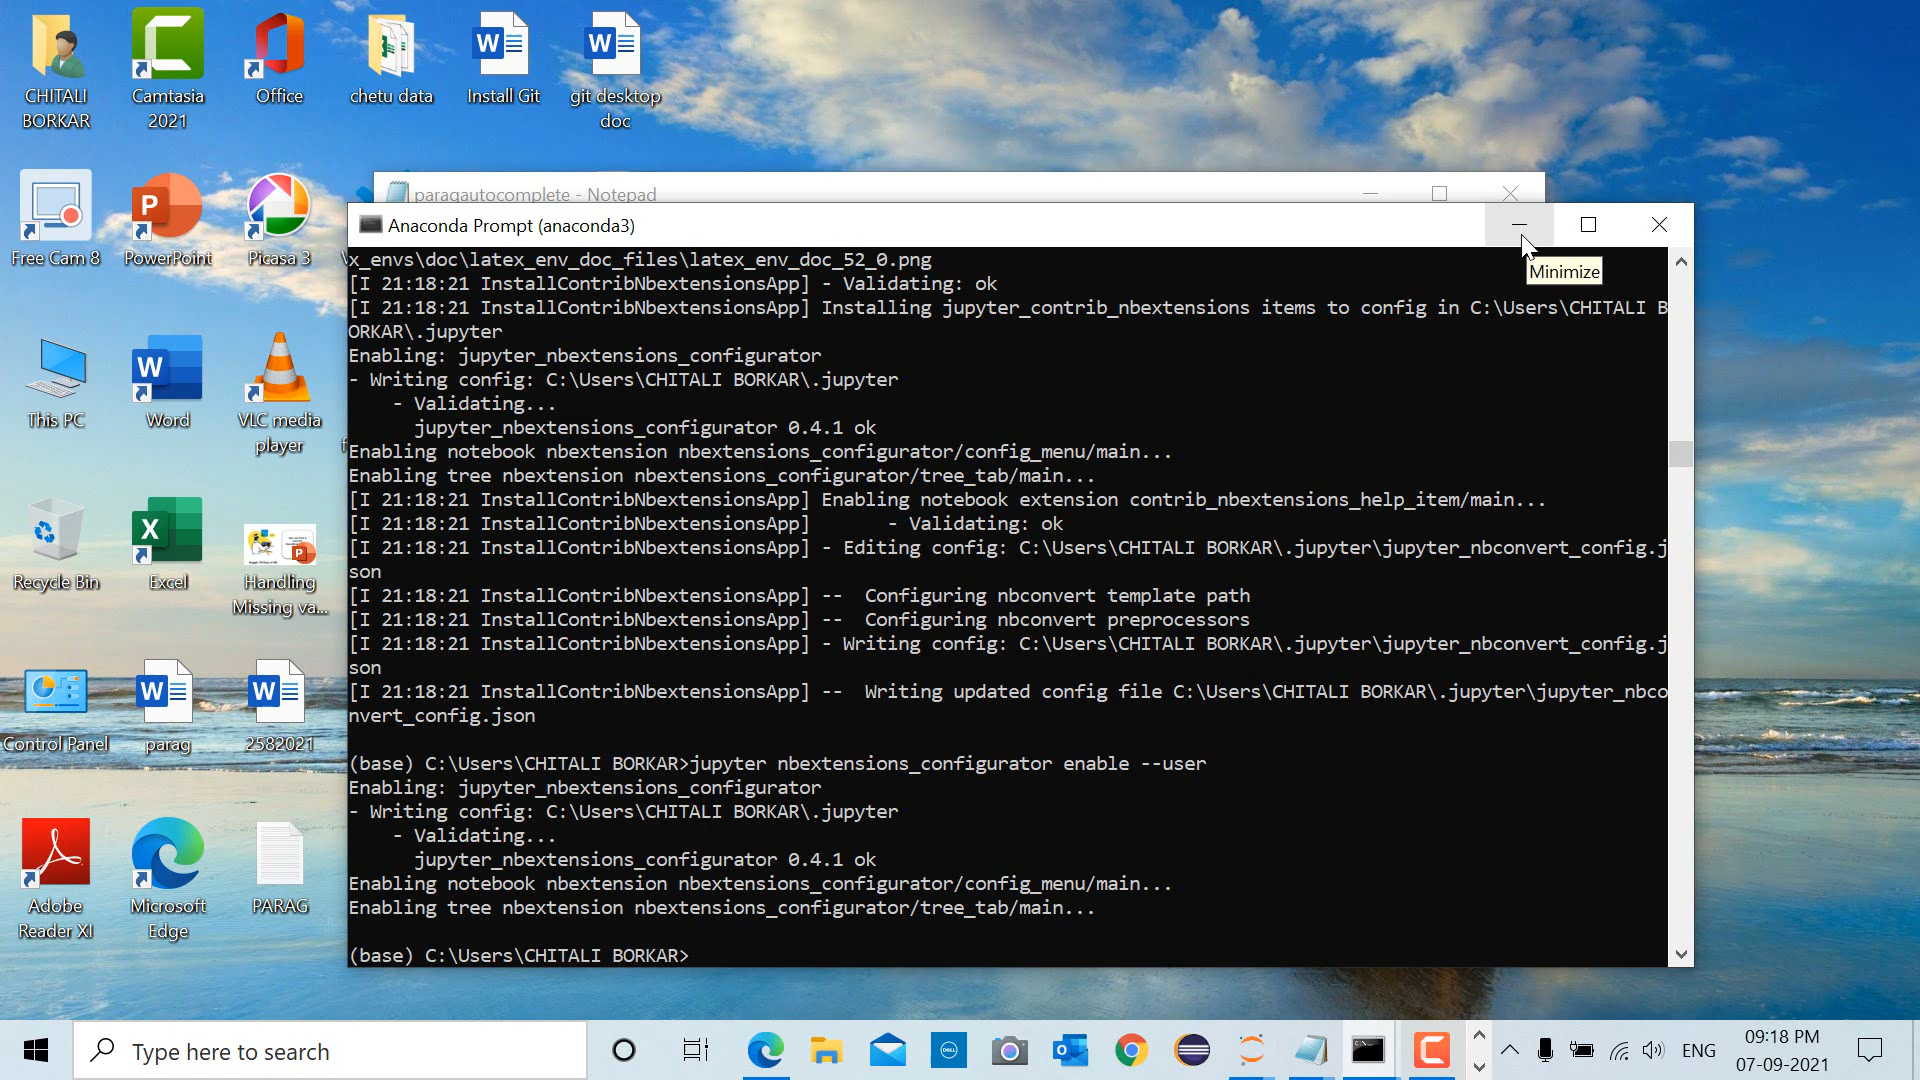 CHITALI
BORKAR
Camtasia
2021
Office
chetu data
Install Git
git desktop
doc
Free Cam 8
PowerPoint
Picasa 3
This PC
Word
VLC media
player
Recycle Bin
Excel
Handling
Missing va...
Control Panel
parag
2582021
Adobe
Reader XI
Microsoft
Edge
PARAG
paragautocomplete - Notepad
Anaconda Prompt (anaconda3)
Minimize
x_envs\doc\latex_env_doc_files\latex_env_doc_52_0.png
[I 21:18:21 InstallContribNbextensionsApp] - Validating: ok
[I 21:18:21 InstallContribNbextensionsApp] Installing jupyter_contrib_nbextensions items to config in C:\Users\CHITALI B
ORKAR\.jupyter
Enabling: jupyter_nbextensions_configurator
- Writing config: C:\Users\CHITALI BORKAR\.jupyter
    - Validating...
      jupyter_nbextensions_configurator 0.4.1 ok
Enabling notebook nbextension nbextensions_configurator/config_menu/main...
Enabling tree nbextension nbextensions_configurator/tree_tab/main...
[I 21:18:21 InstallContribNbextensionsApp] Enabling notebook extension contrib_nbextensions_help_item/main...
[I 21:18:21 InstallContribNbextensionsApp]       - Validating: ok
[I 21:18:21 InstallContribNbextensionsApp] - Editing config: C:\Users\CHITALI BORKAR\.jupyter\jupyter_nbconvert_config.j
son
[I 21:18:21 InstallContribNbextensionsApp] --  Configuring nbconvert template path
[I 21:18:21 InstallContribNbextensionsApp] --  Configuring nbconvert preprocessors
[I 21:18:21 InstallContribNbextensionsApp] - Writing config: C:\Users\CHITALI BORKAR\.jupyter\jupyter_nbconvert_config.j
son
[I 21:18:21 InstallContribNbextensionsApp] --  Writing updated config file C:\Users\CHITALI BORKAR\.jupyter\jupyter_nbco
nvert_config.json
(base) C:\Users\CHITALI BORKAR>jupyter nbextensions_configurator enable --user
Enabling: jupyter_nbextensions_configurator
- Writing config: C:\Users\CHITALI BORKAR\.jupyter
    - Validating...
      jupyter_nbextensions_configurator 0.4.1 ok
Enabling notebook nbextension nbextensions_configurator/config_menu/main...
Enabling tree nbextension nbextensions_configurator/tree_tab/main...
(base) C:\Users\CHITALI BORKAR>
Type here to search
ENG
09:18 PM
07-09-2021